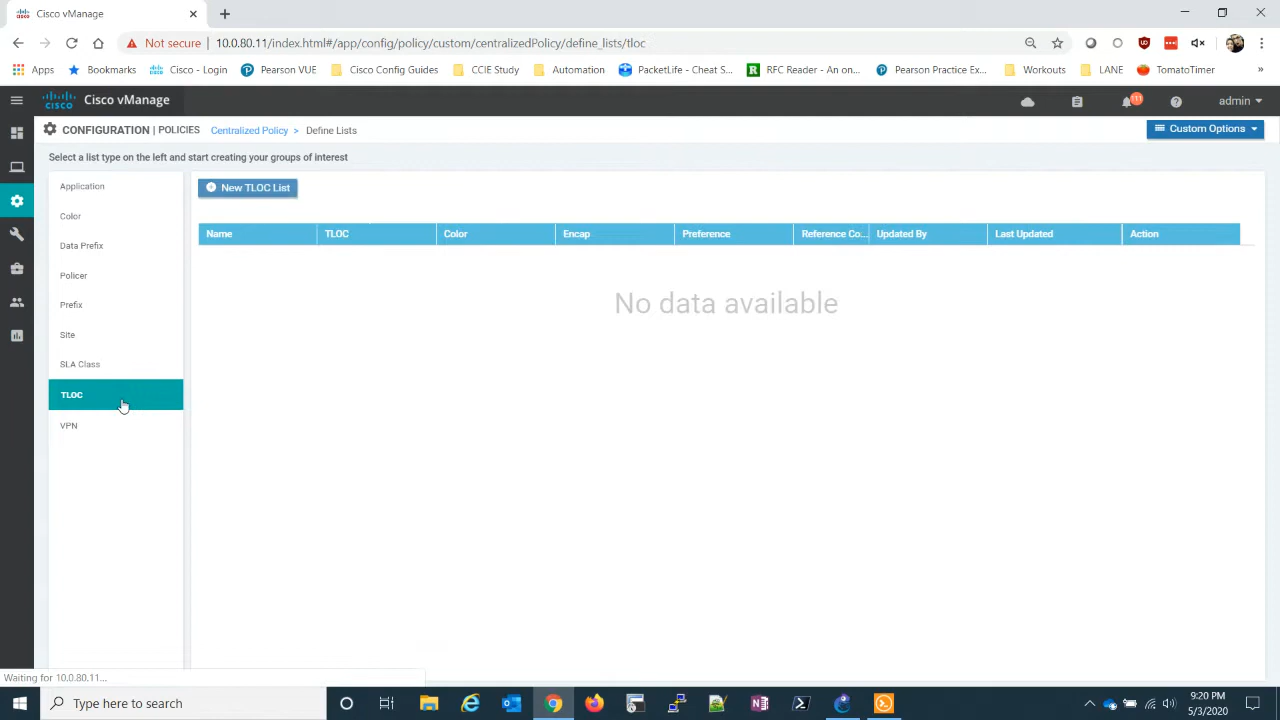 Cisco vManage
Not secure 10.0.80.11/index.html#/app/config/policy/custom/centralizedPolicy/define_lists/tloc
Apps Bookmarks Cisco - Login Pearson VUE Cisco Config Guides CCIE Study Automation PacketLife - Cheat S... RFC Reader - An on... Pearson Practice Ex... Workouts LANE TomatoTimer »
CISCO Cisco vManage 111 admin
CONFIGURATION | POLICIES Centralized Policy > Define Lists Custom Options
Select a list type on the left and start creating your groups of interest
Application
Color
Data Prefix
Policer
Prefix
Site
SLA Class
TLOC
VPN
New TLOC List
Name TLOC Color Encap Preference Reference Co... Updated By Last Updated Action
No data available
Waiting for 10.0.80.11...
Type here to search
9:20 PM
5/3/2020